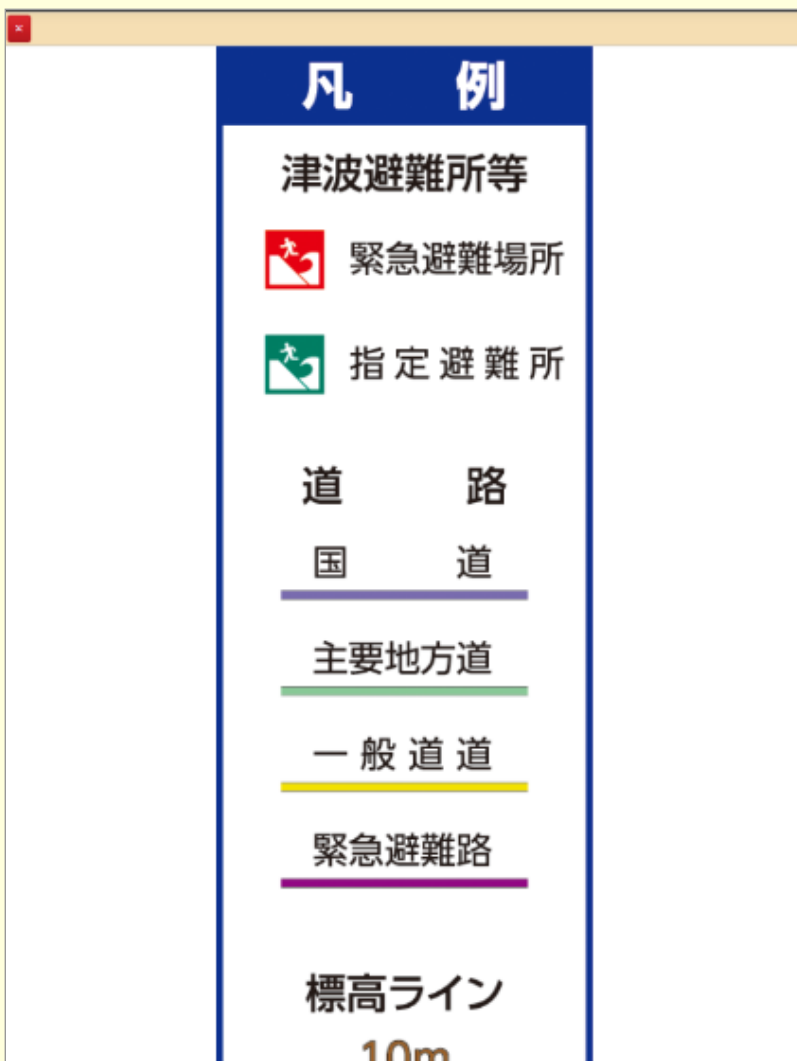 凡 例
津波避難所等
緊急避難場所
指定避難所
道 路
国 道
主要地方道
一般道道
緊急避難路
標高ライン
10m